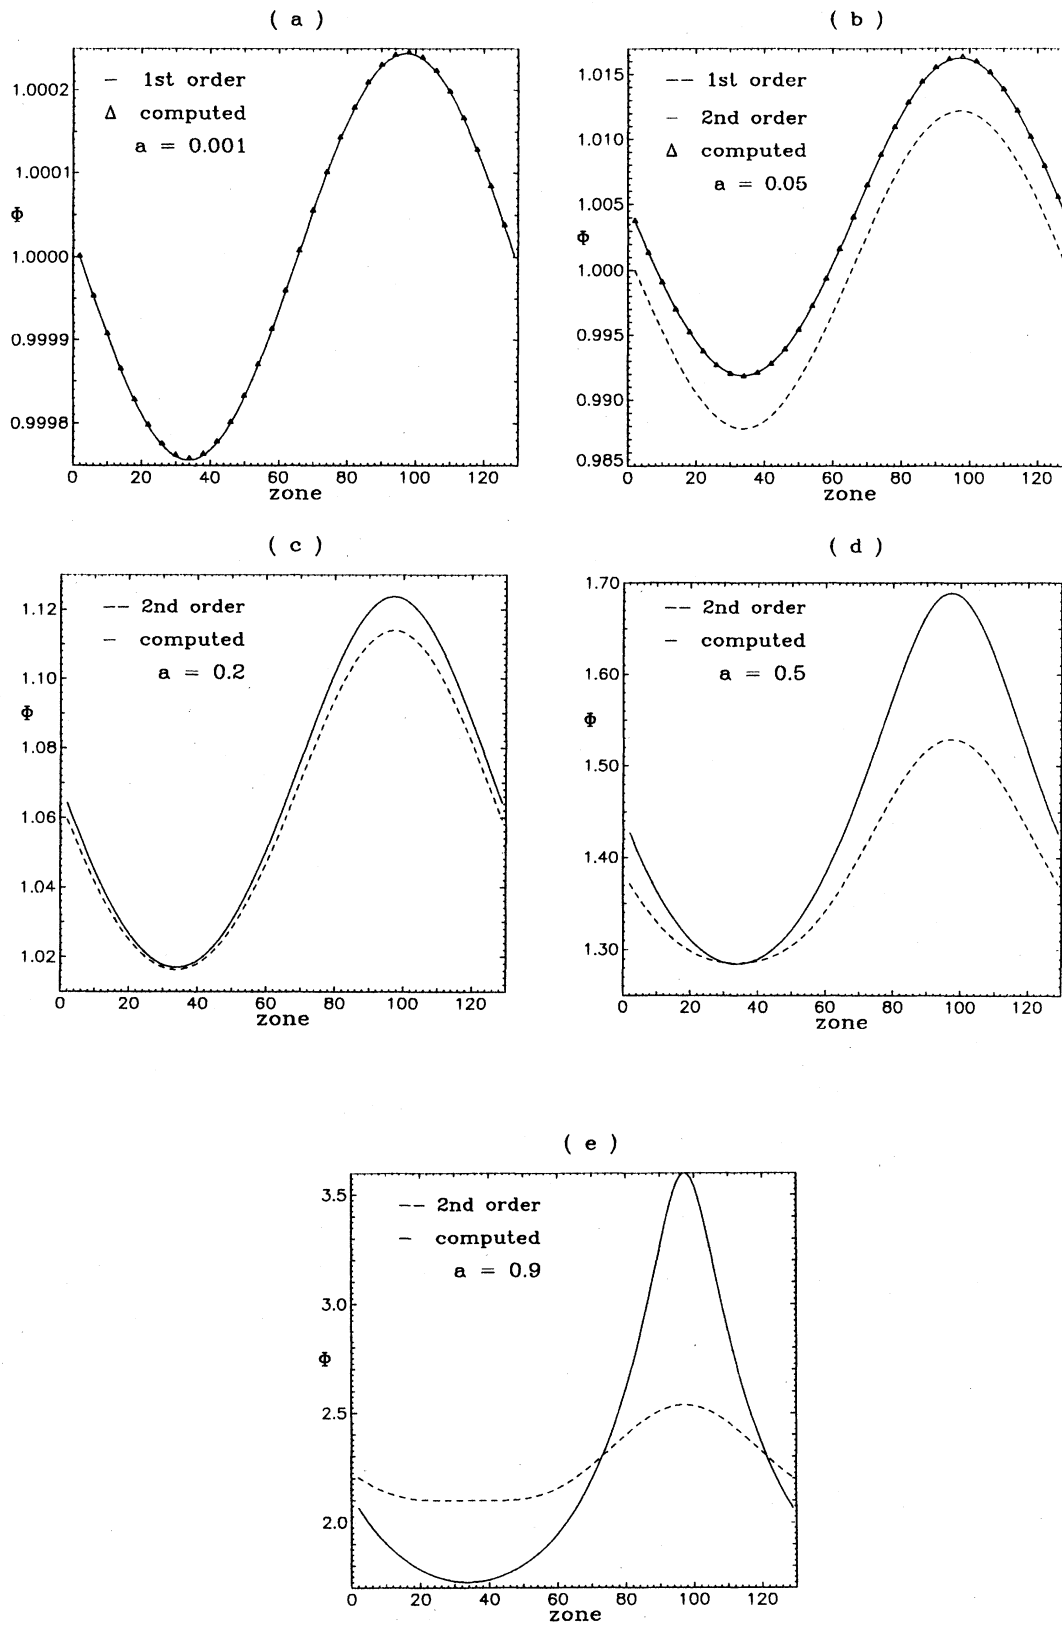 ( a )
— 1st order
Δ computed
a = 0.001
1.0002
1.0001
Φ
1.0000
0.9999
0.9998
0 20 40 60 80 100 120
zone
( b )
–– 1st order
— 2nd order
Δ computed
a = 0.05
1.015
1.010
1.005
Φ
1.000
0.995
0.990
0.985
0 20 40 60 80 100 120
zone
( c )
–– 2nd order
— computed
a = 0.2
1.12
1.10
Φ
1.08
1.06
1.04
1.02
0 20 40 60 80 100 120
zone
( d )
–– 2nd order
— computed
a = 0.5
1.70
1.60
Φ
1.50
1.40
1.30
0 20 40 60 80 100 120
zone
( e )
–– 2nd order
— computed
a = 0.9
3.5
3.0
Φ
2.5
2.0
0 20 40 60 80 100 120
zone